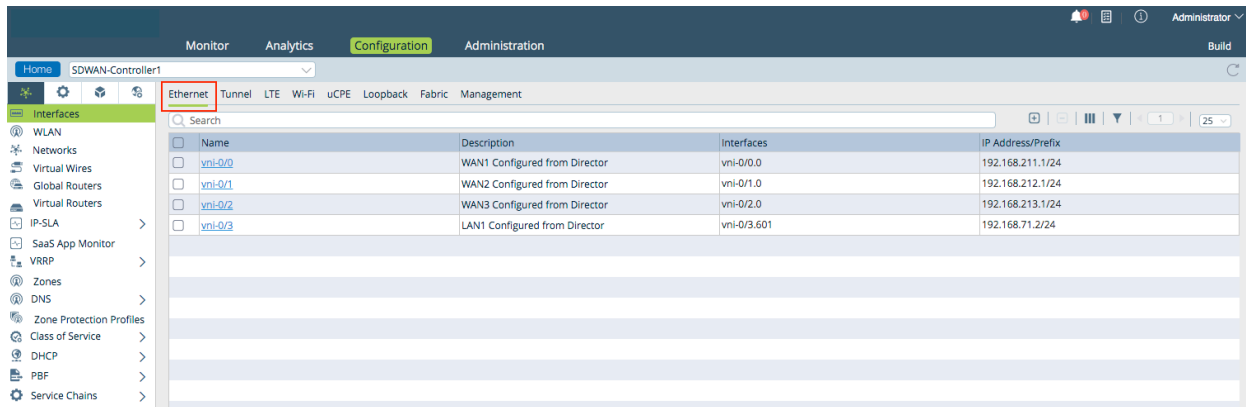 0 Administrator
Monitor Analytics Configuration Administration Build
Home SDWAN-Controller1
Ethernet Tunnel LTE Wi-Fi uCPE Loopback Fabric Management
Interfaces
Search 1 25
WLAN
Name Description Interfaces IP Address/Prefix
Networks
vni-0/0 WAN1 Configured from Director vni-0/0.0 192.168.211.1/24
Virtual Wires
vni-0/1 WAN2 Configured from Director vni-0/1.0 192.168.212.1/24
Global Routers
vni-0/2 WAN3 Configured from Director vni-0/2.0 192.168.213.1/24
Virtual Routers
vni-0/3 LAN1 Configured from Director vni-0/3.601 192.168.71.2/24
IP-SLA
SaaS App Monitor
VRRP
Zones
DNS
Zone Protection Profiles
Class of Service
DHCP
PBF
Service Chains